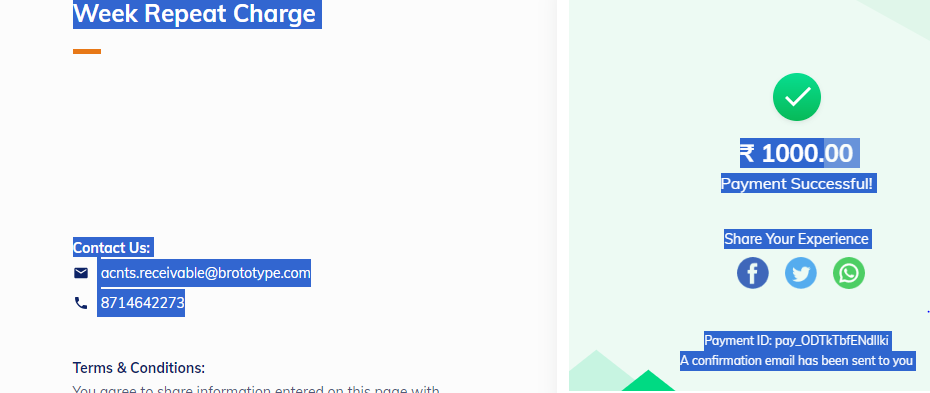 Week Repeat Charge
Contact Us:
acnts.receivable@brototype.com
8714642273
Terms & Conditions:
You agree to share information entered on this page with
₹ 1000.00
Payment Successful!
Share Your Experience
Payment ID: pay_ODTkTbfENdllki
A confirmation email has been sent to you